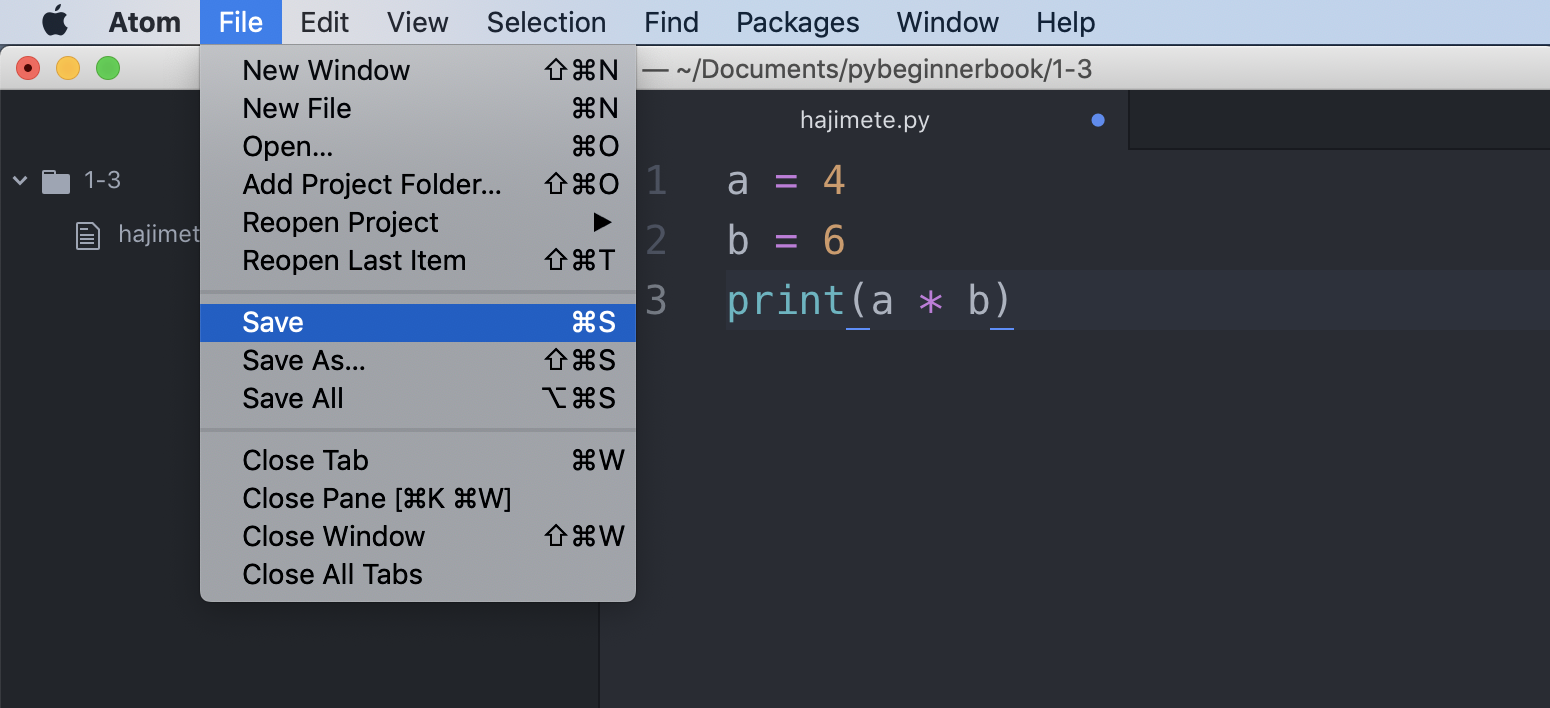 Atom File Edit View Selection Find Packages Window Help
— ~/Documents/pybeginnerbook/1-3
New Window ⇧⌘N
New File ⌘N
Open... ⌘O
Add Project Folder... ⇧⌘O
Reopen Project ▶
Reopen Last Item ⇧⌘T
Save ⌘S
Save As... ⇧⌘S
Save All ⌥⌘S
Close Tab ⌘W
Close Pane [⌘K ⌘W]
Close Window ⇧⌘W
Close All Tabs
1-3
hajimet
hajimete.py
1 a = 4
2 b = 6
3 print(a * b)